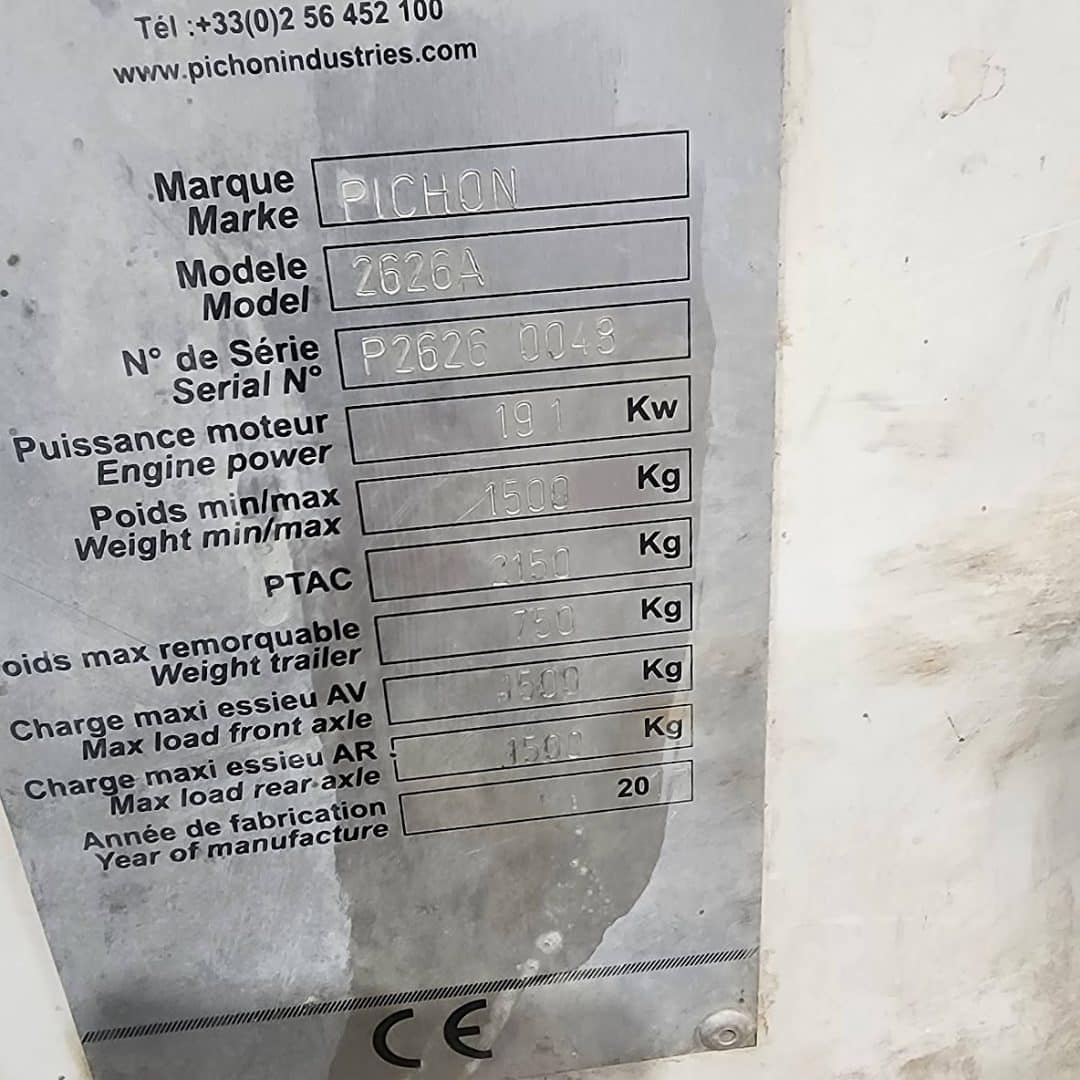 Tél :+33(0)2 56 452 100
www.pichonindustries.com
Marque
Marke
PICHON
Modele
Model
2626A
N° de Série
Serial N°
P2626 0048
Puissance moteur
Engine power
19 1 Kw
Poids min/max
Weight min/max
1500 Kg
PTAC
2150 Kg
max remorquable
Weight trailer
750 Kg
Charge maxi essieu AV
Max load front axle
1500 Kg
Charge maxi essieu AR :
Max load rear axle
1500 Kg
Année de fabrication
Year of manufacture
20
CE